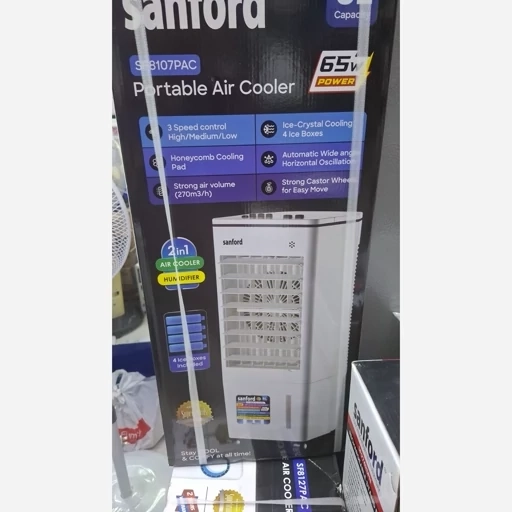 Sanford
Capacity
SF8107PAC
65W
POWER
Portable Air Cooler
3 Speed control
High/Medium/Low
Ice-Crystal Cooling
4 Ice Boxes
Honeycomb Cooling
Pad
Automatic Wide angle
Horizontal Oscillation
Strong air volume
(270m3/h)
Strong Castor Wheels
for Easy Move
sanford
2in1
AIR COOLER
HUMIDIFIER
4 Ice Boxes
Included
sanford
Stay COOL
& COMFY at all time!
SF8127PAC
AIR COOLER
sanford